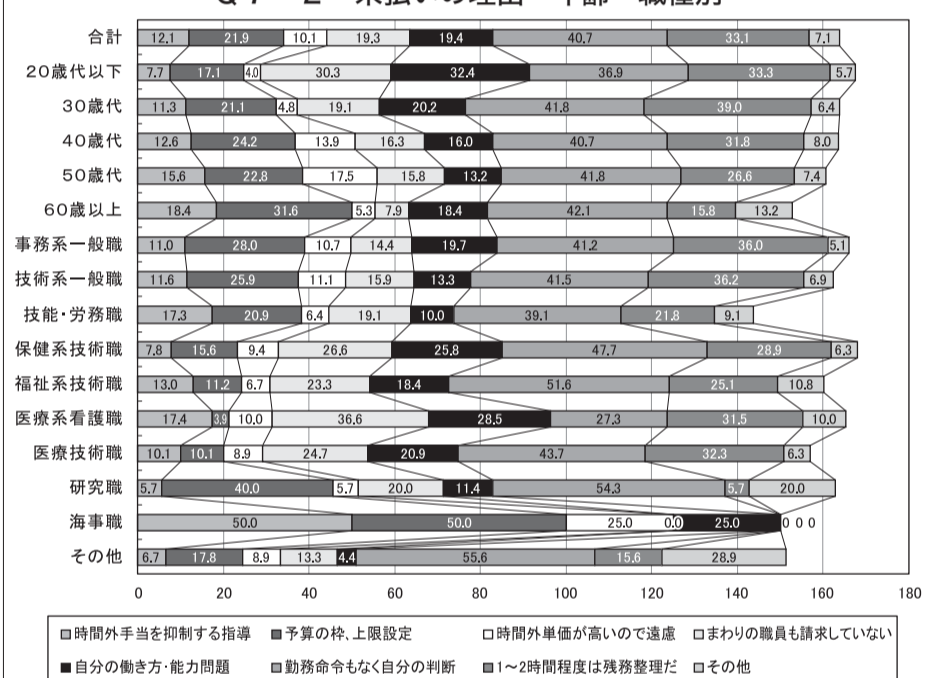 Q７－２　未払いの理由　年齢・職種別
合計 12.1 21.9 10.1 19.3 19.4 40.7 33.1 7.1
20歳代以下 7.7 17.1 4.0 30.3 32.4 36.9 33.3 5.7
30歳代 11.3 21.1 4.8 19.1 20.2 41.8 39.0 6.4
40歳代 12.6 24.2 13.9 16.3 16.0 40.7 31.8 8.0
50歳代 15.6 22.8 17.5 15.8 13.2 41.8 26.6 7.4
60歳以上 18.4 31.6 5.3 7.9 18.4 42.1 15.8 13.2
事務系一般職 11.0 28.0 10.7 14.4 19.7 41.2 36.0 5.1
技術系一般職 11.6 25.9 11.1 15.9 13.3 41.5 36.2 6.9
技能・労務職 17.3 20.9 6.4 19.1 10.0 39.1 21.8 9.1
保健系技術職 7.8 15.6 9.4 26.6 25.8 47.7 28.9 6.3
福祉系技術職 13.0 11.2 6.7 23.3 18.4 51.6 25.1 10.8
医療系看護職 17.4 3.9 10.0 36.6 28.5 27.3 31.5 10.0
医療技術職 10.1 10.1 8.9 24.7 20.9 43.7 32.3 6.3
研究職 5.7 40.0 5.7 20.0 11.4 54.3 5.7 20.0
海事職 50.0 50.0 25.0 0.0 25.0 0 0 0
その他 6.7 17.8 8.9 13.3 4.4 55.6 15.6 28.9
0 20 40 60 80 100 120 140 160 180
時間外手当を抑制する指導 予算の枠、上限設定 時間外単価が高いので遠慮 まわりの職員も請求していない
自分の働き方・能力問題 勤務命令もなく自分の判断 1～2時間程度は残務整理だ その他